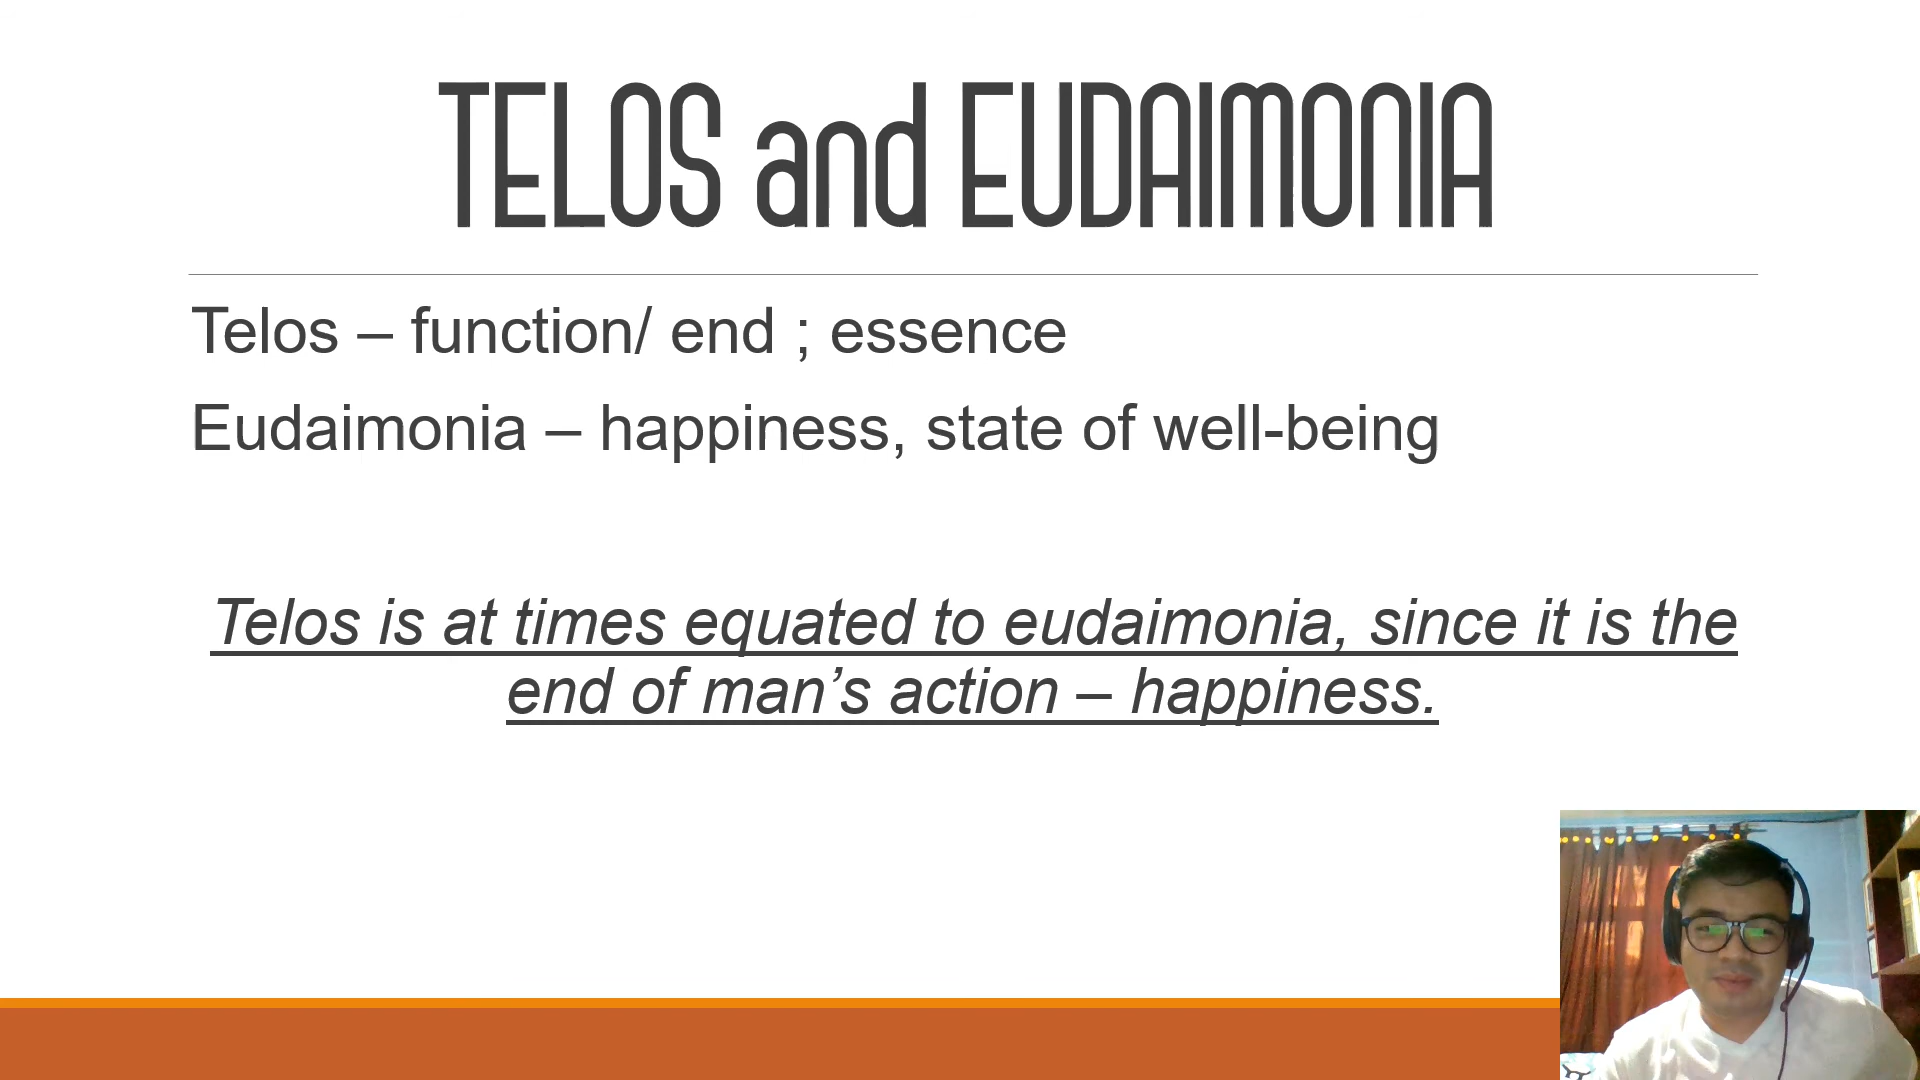 TELOS and EUDAIMONIA
Telos – function/ end ; essence
Eudaimonia – happiness, state of well-being
Telos is at times equated to eudaimonia, since it is the
end of man’s action – happiness.